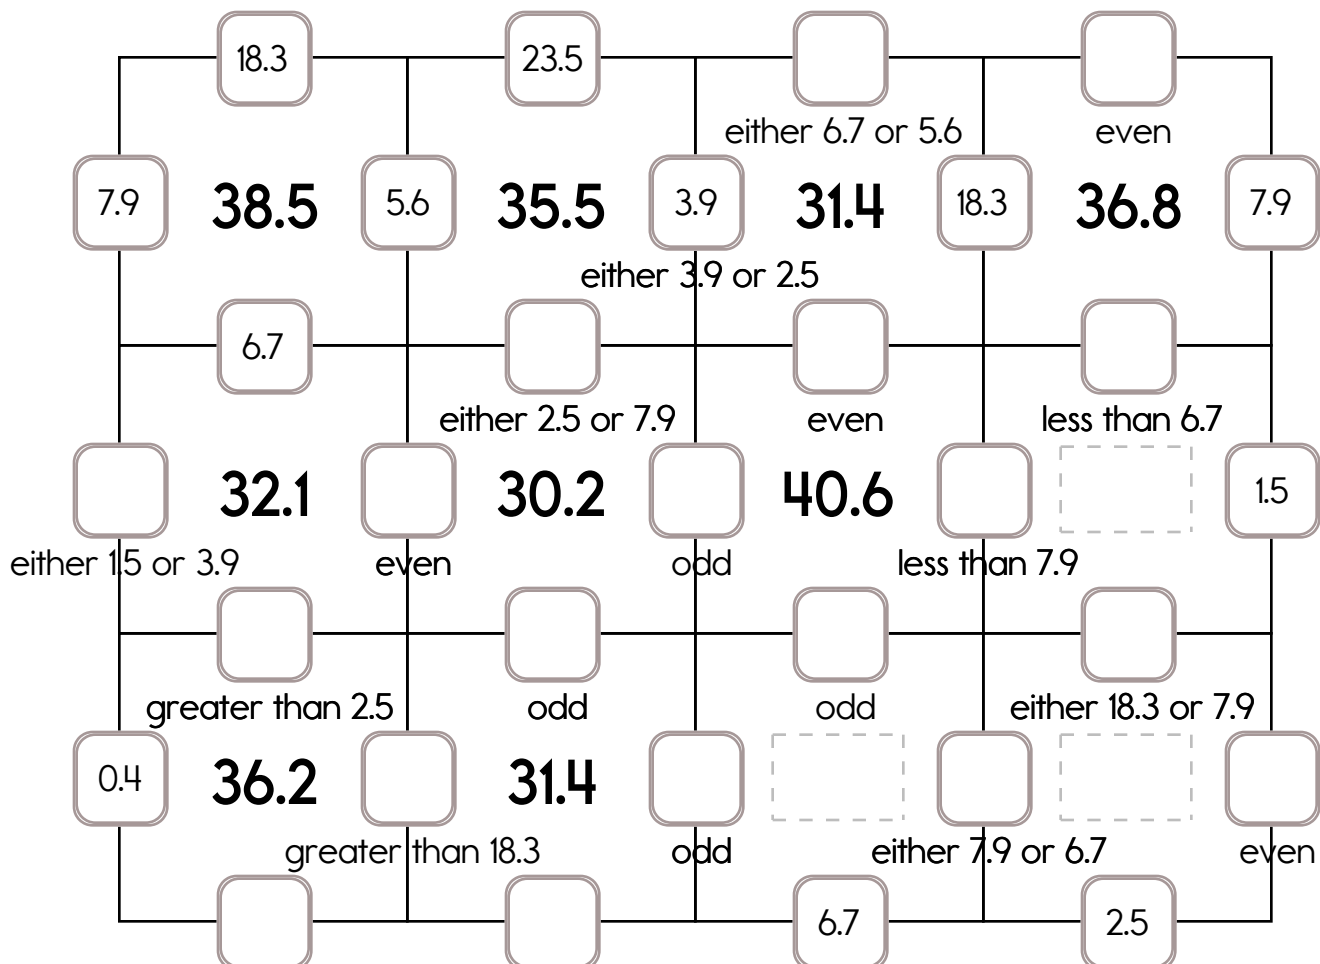 18.3 23.5
either 6.7 or 5.6 even
7.9 38.5 5.6 35.5 3.9 31.4 18.3 36.8 7.9
either 3.9 or 2.5
6.7
either 2.5 or 7.9 even less than 6.7
32.1 30.2 40.6 1.5
either 1.5 or 3.9 even odd less than 7.9
greater than 2.5 odd odd either 18.3 or 7.9
0.4 36.2 31.4
greater than 18.3 odd either 7.9 or 6.7 even
6.7 2.5